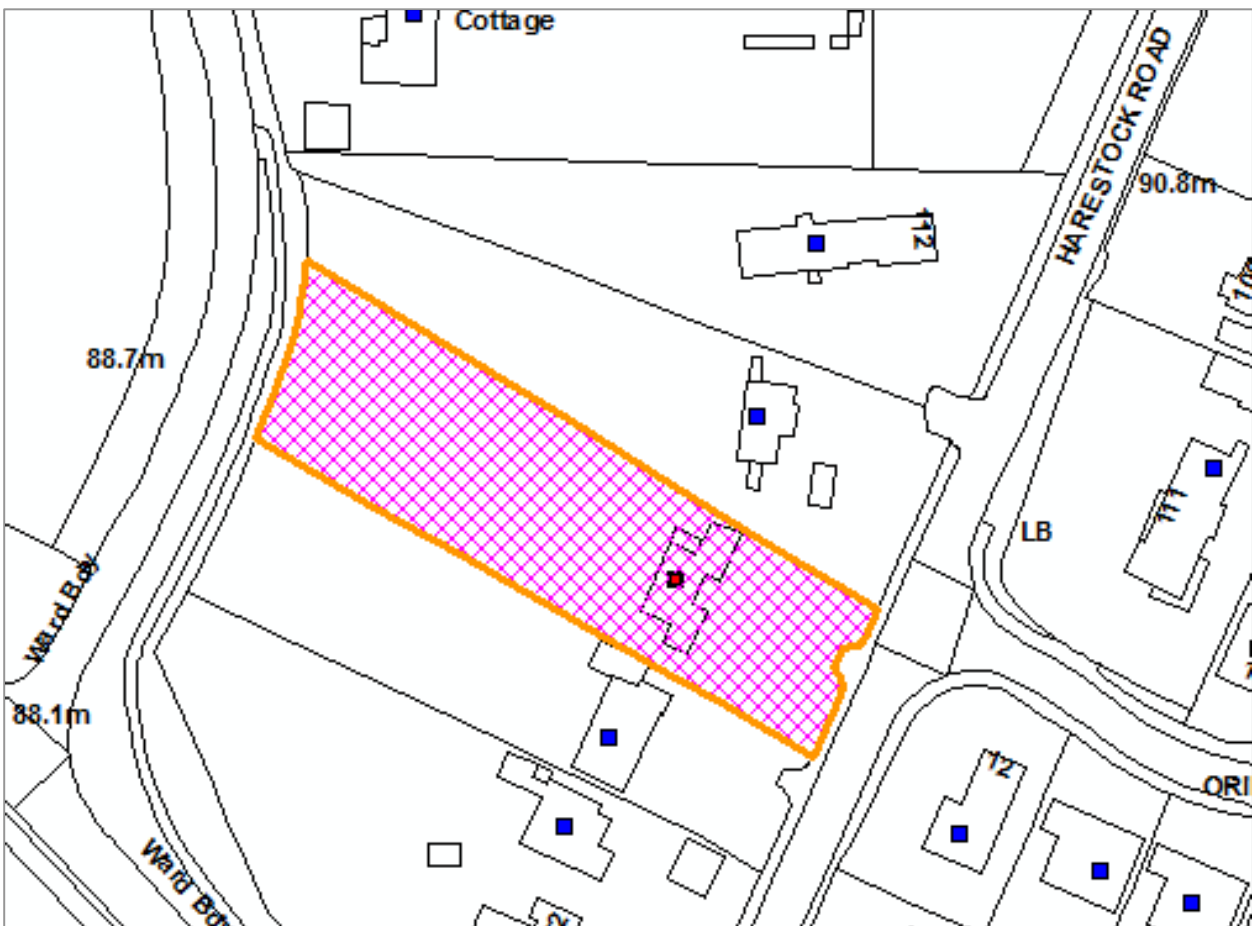 Cottage
HARESTOCK ROAD
90.8m
112
88.7m
111
LB
Ward Bdy
88.1m
12
ORI
Ward Bdy